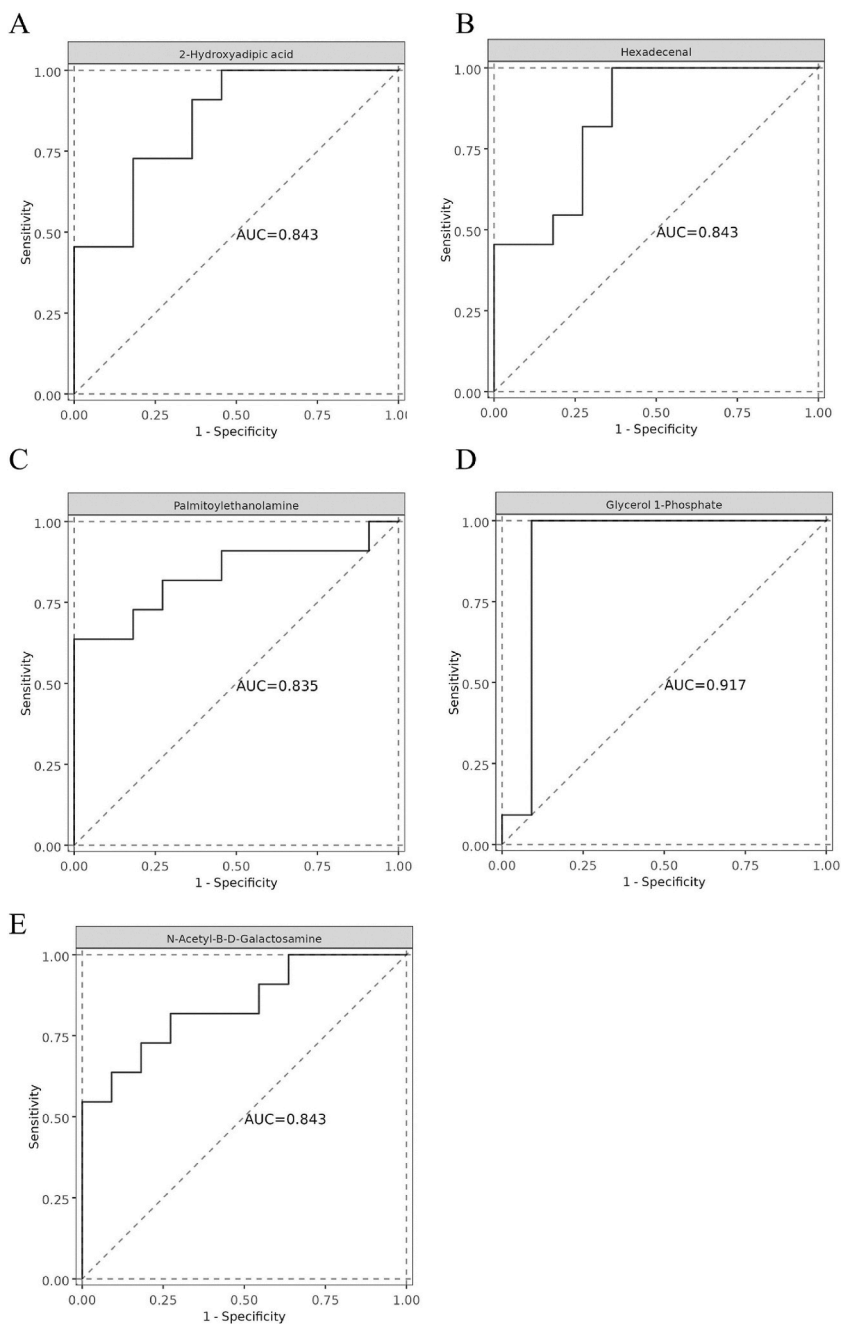 A
2-Hydroxyadipic acid
1.00
0.75
0.50
0.25
0.00
Sensitivity
AUC=0.843
0.00 0.25 0.50 0.75 1.00
1 - Specificity
B
Hexadecenal
1.00
0.75
0.50
0.25
0.00
Sensitivity
AUC=0.843
0.00 0.25 0.50 0.75 1.00
1 - Specificity
C
Palmitoylethanolamine
1.00
0.75
0.50
0.25
0.00
Sensitivity
AUC=0.835
0.00 0.25 0.50 0.75 1.00
1 - Specificity
D
Glycerol 1-Phosphate
1.00
0.75
0.50
0.25
0.00
Sensitivity
AUC=0.917
0.00 0.25 0.50 0.75 1.00
1 - Specificity
E
N-Acetyl-B-D-Galactosamine
1.00
0.75
0.50
0.25
0.00
Sensitivity
AUC=0.843
0.00 0.25 0.50 0.75 1.00
1 - Specificity